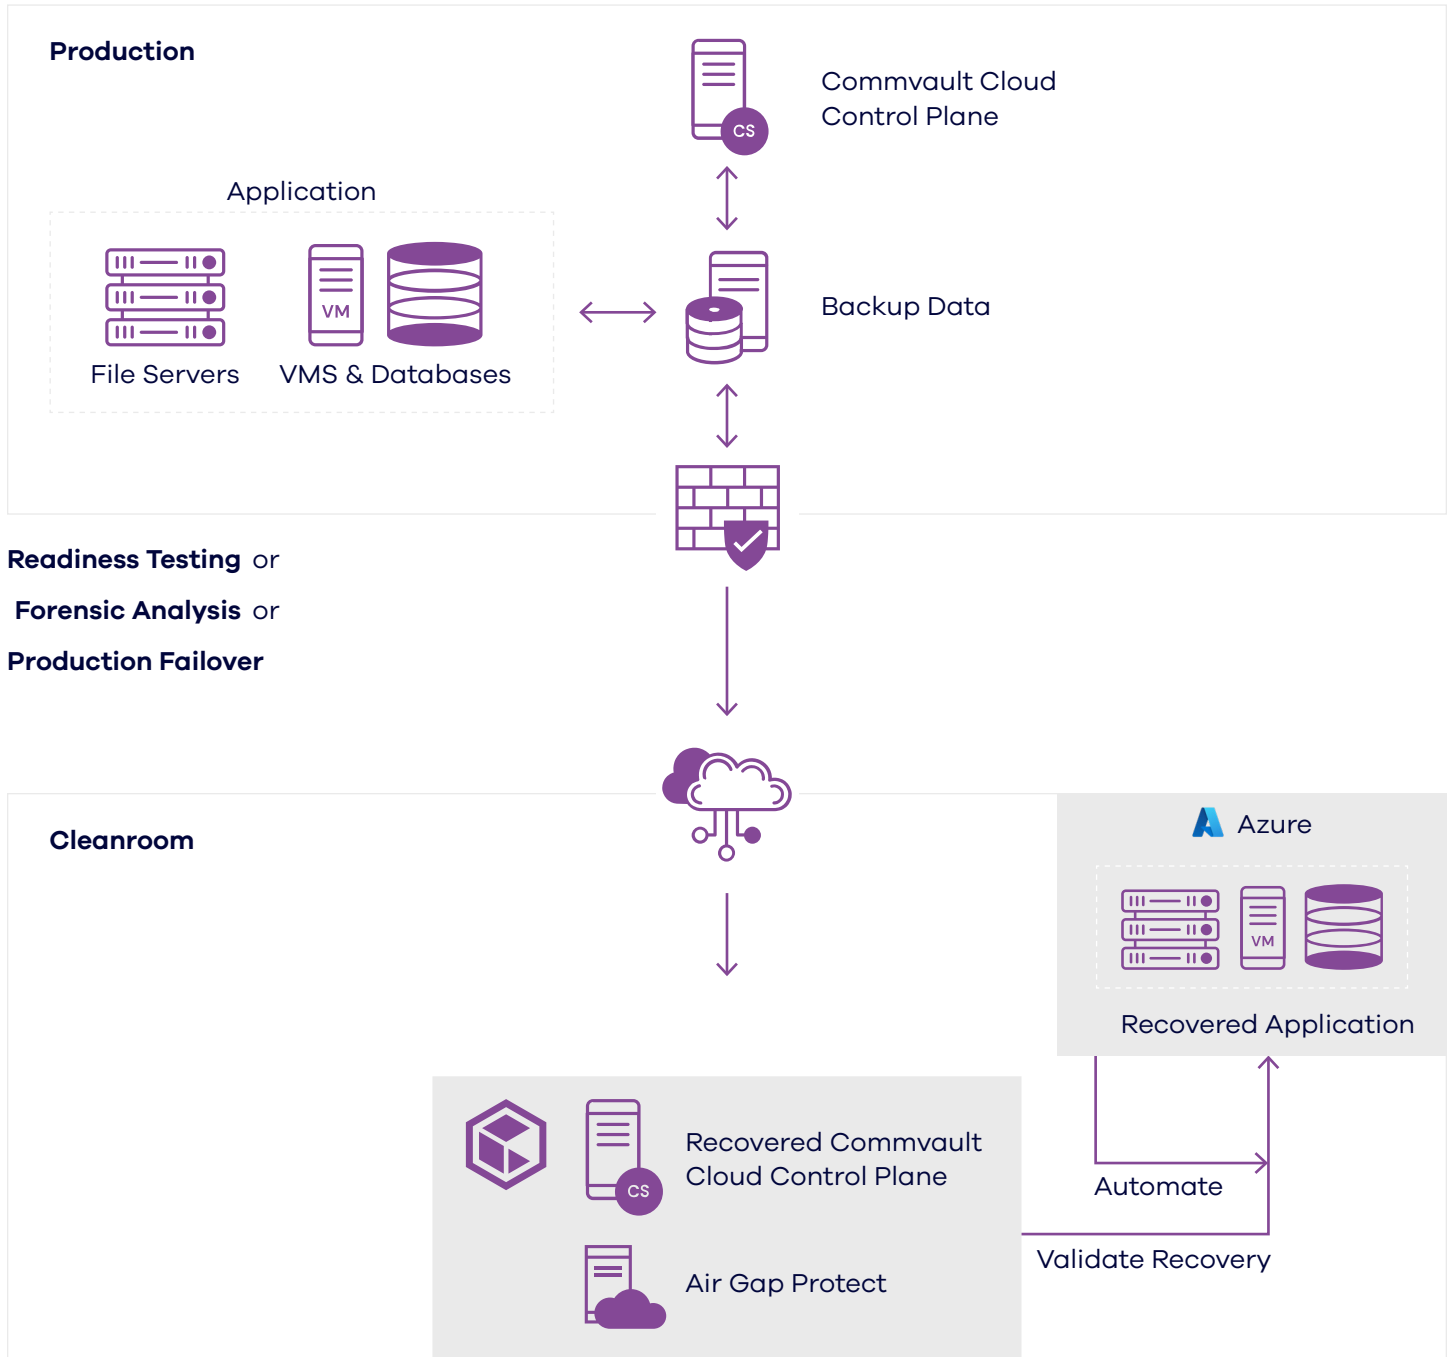 Production
Commvault Cloud
Control Plane
CS
Application
VM
File Servers
VMS & Databases
Backup Data
Readiness Testing or
Forensic Analysis or
Production Failover
Cleanroom
Azure
VM
Recovered Application
Recovered Commvault
Cloud Control Plane
CS
Air Gap Protect
Automate
Validate Recovery